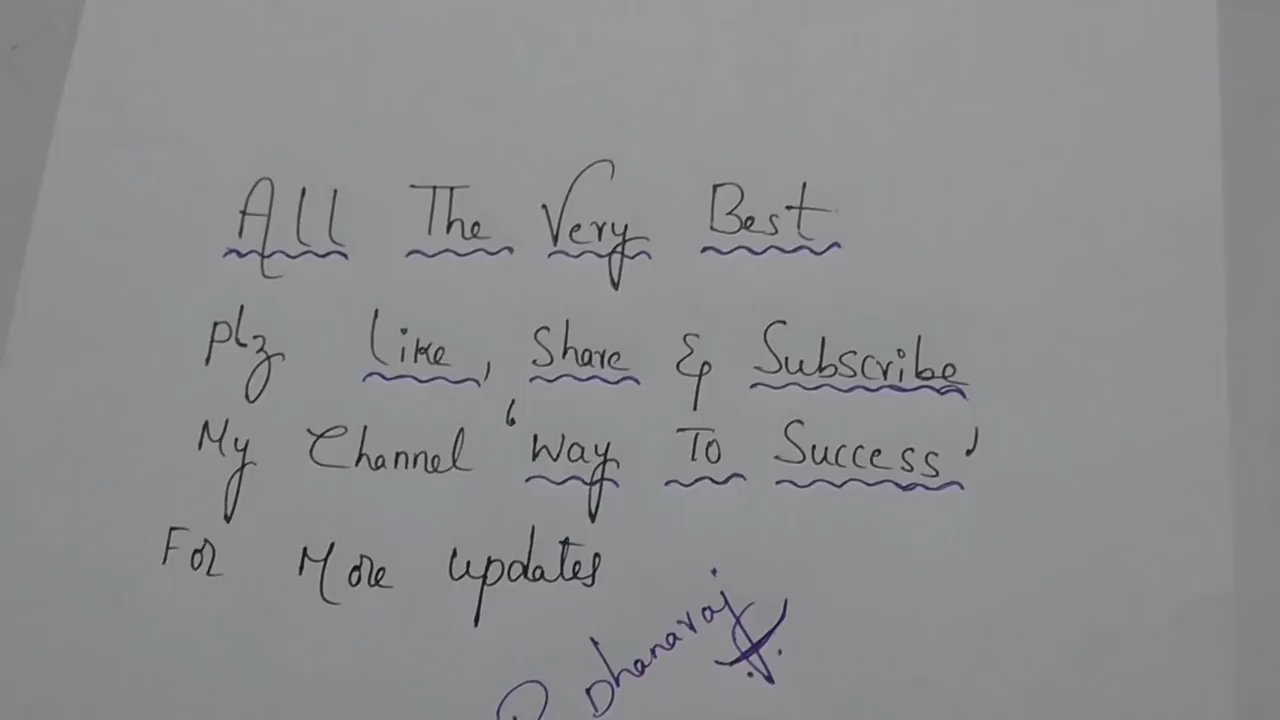 All The Very Best
Plz Like, Share & Subscribe
My Channel 'Way To Success'
For More updates
Dhanaraj